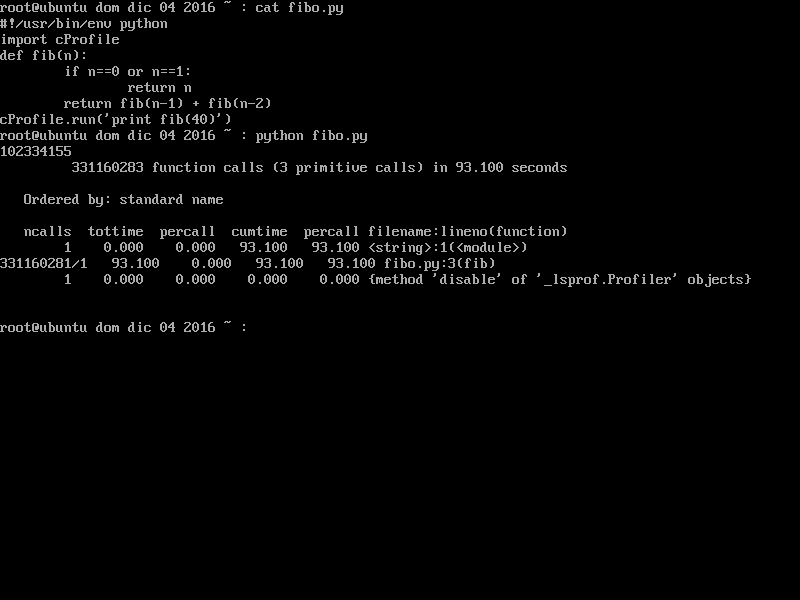 root@ubuntu dom dic 04 2016 ~ : cat fibo.py
#!/usr/bin/env python
import cProfile
def fib(n):
        if n==0 or n==1:
                return n
        return fib(n-1) + fib(n-2)
cProfile.run('print fib(40)')
root@ubuntu dom dic 04 2016 ~ : python fibo.py
102334155
         331160283 function calls (3 primitive calls) in 93.100 seconds
   Ordered by: standard name
   ncalls  tottime  percall  cumtime  percall filename:lineno(function)
        1    0.000    0.000   93.100   93.100 <string>:1(<module>)
331160281/1   93.100    0.000   93.100   93.100 fibo.py:3(fib)
        1    0.000    0.000    0.000    0.000 {method 'disable' of '_lsprof.Profiler' objects}
root@ubuntu dom dic 04 2016 ~ :